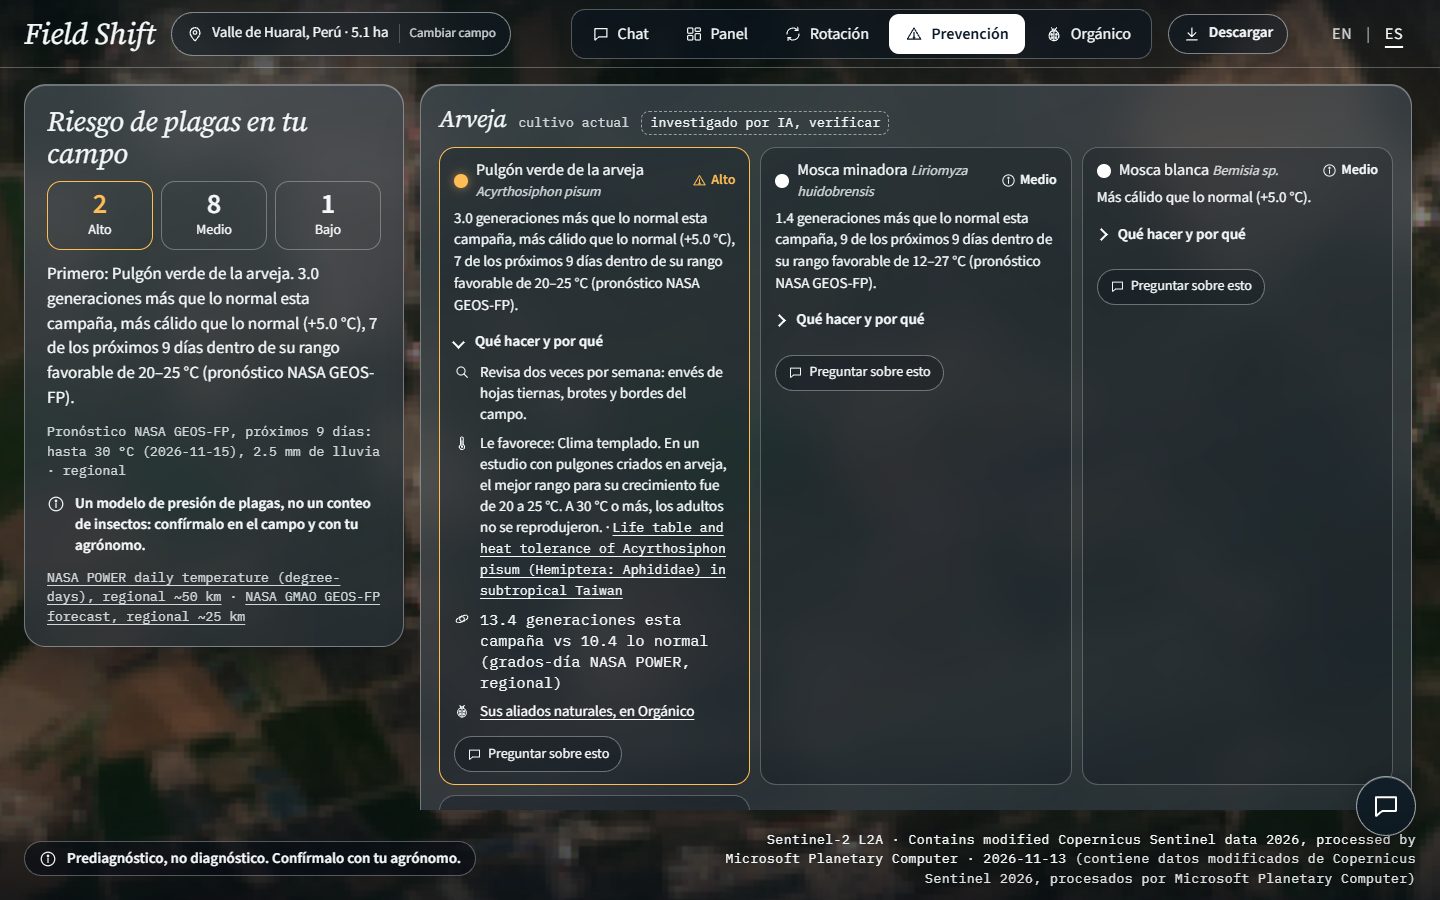 Field Shift
Valle de Huaral, Perú · 5.1 ha | Cambiar campo
Chat
Panel
Rotación
Prevención
Orgánico
Descargar
EN | ES
Riesgo de plagas en tu
campo
2
Alto
8
Medio
1
Bajo
Primero: Pulgón verde de la arveja. 3.0
generaciones más que lo normal esta
campaña, más cálido que lo normal (+5.0 °C), 7
de los próximos 9 días dentro de su rango
favorable de 20–25 °C (pronóstico NASA GEOS-
FP).
Pronóstico NASA GEOS-FP, próximos 9 días:
hasta 30 °C (2026-11-15), 2.5 mm de lluvia
· regional
Un modelo de presión de plagas, no un conteo
de insectos: confírmalo en el campo y con tu
agrónomo.
NASA POWER daily temperature (degree-
days), regional ~50 km · NASA GMAO GEOS-FP
forecast, regional ~25 km
Arveja cultivo actual investigado por IA, verificar
Pulgón verde de la arveja
Acyrthosiphon pisum
Alto
3.0 generaciones más que lo normal esta
campaña, más cálido que lo normal (+5.0 °C),
7 de los próximos 9 días dentro de su rango
favorable de 20–25 °C (pronóstico NASA
GEOS-FP).
Qué hacer y por qué
Revisa dos veces por semana: envés de
hojas tiernas, brotes y bordes del
campo.
Le favorece: Clima templado. En un
estudio con pulgones criados en arveja,
el mejor rango para su crecimiento fue
de 20 a 25 °C. A 30 °C o más, los adultos
no se reprodujeron. · Life table and
heat tolerance of Acyrthosiphon
pisum (Hemiptera: Aphididae) in
subtropical Taiwan
13.4 generaciones esta
campaña vs 10.4 lo normal
(grados-día NASA POWER,
regional)
Sus aliados naturales, en Orgánico
Preguntar sobre esto
Mosca minadora Liriomyza
huidobrensis
Medio
1.4 generaciones más que lo normal esta
campaña, 9 de los próximos 9 días dentro de
su rango favorable de 12–27 °C (pronóstico
NASA GEOS-FP).
Qué hacer y por qué
Preguntar sobre esto
Mosca blanca Bemisia sp.
Medio
Más cálido que lo normal (+5.0 °C).
Qué hacer y por qué
Preguntar sobre esto
Prediagnóstico, no diagnóstico. Confírmalo con tu agrónomo.
Sentinel-2 L2A · Contains modified Copernicus Sentinel data 2026, processed by
Microsoft Planetary Computer · 2026-11-13 (contiene datos modificados de Copernicus
Sentinel 2026, procesados por Microsoft Planetary Computer)